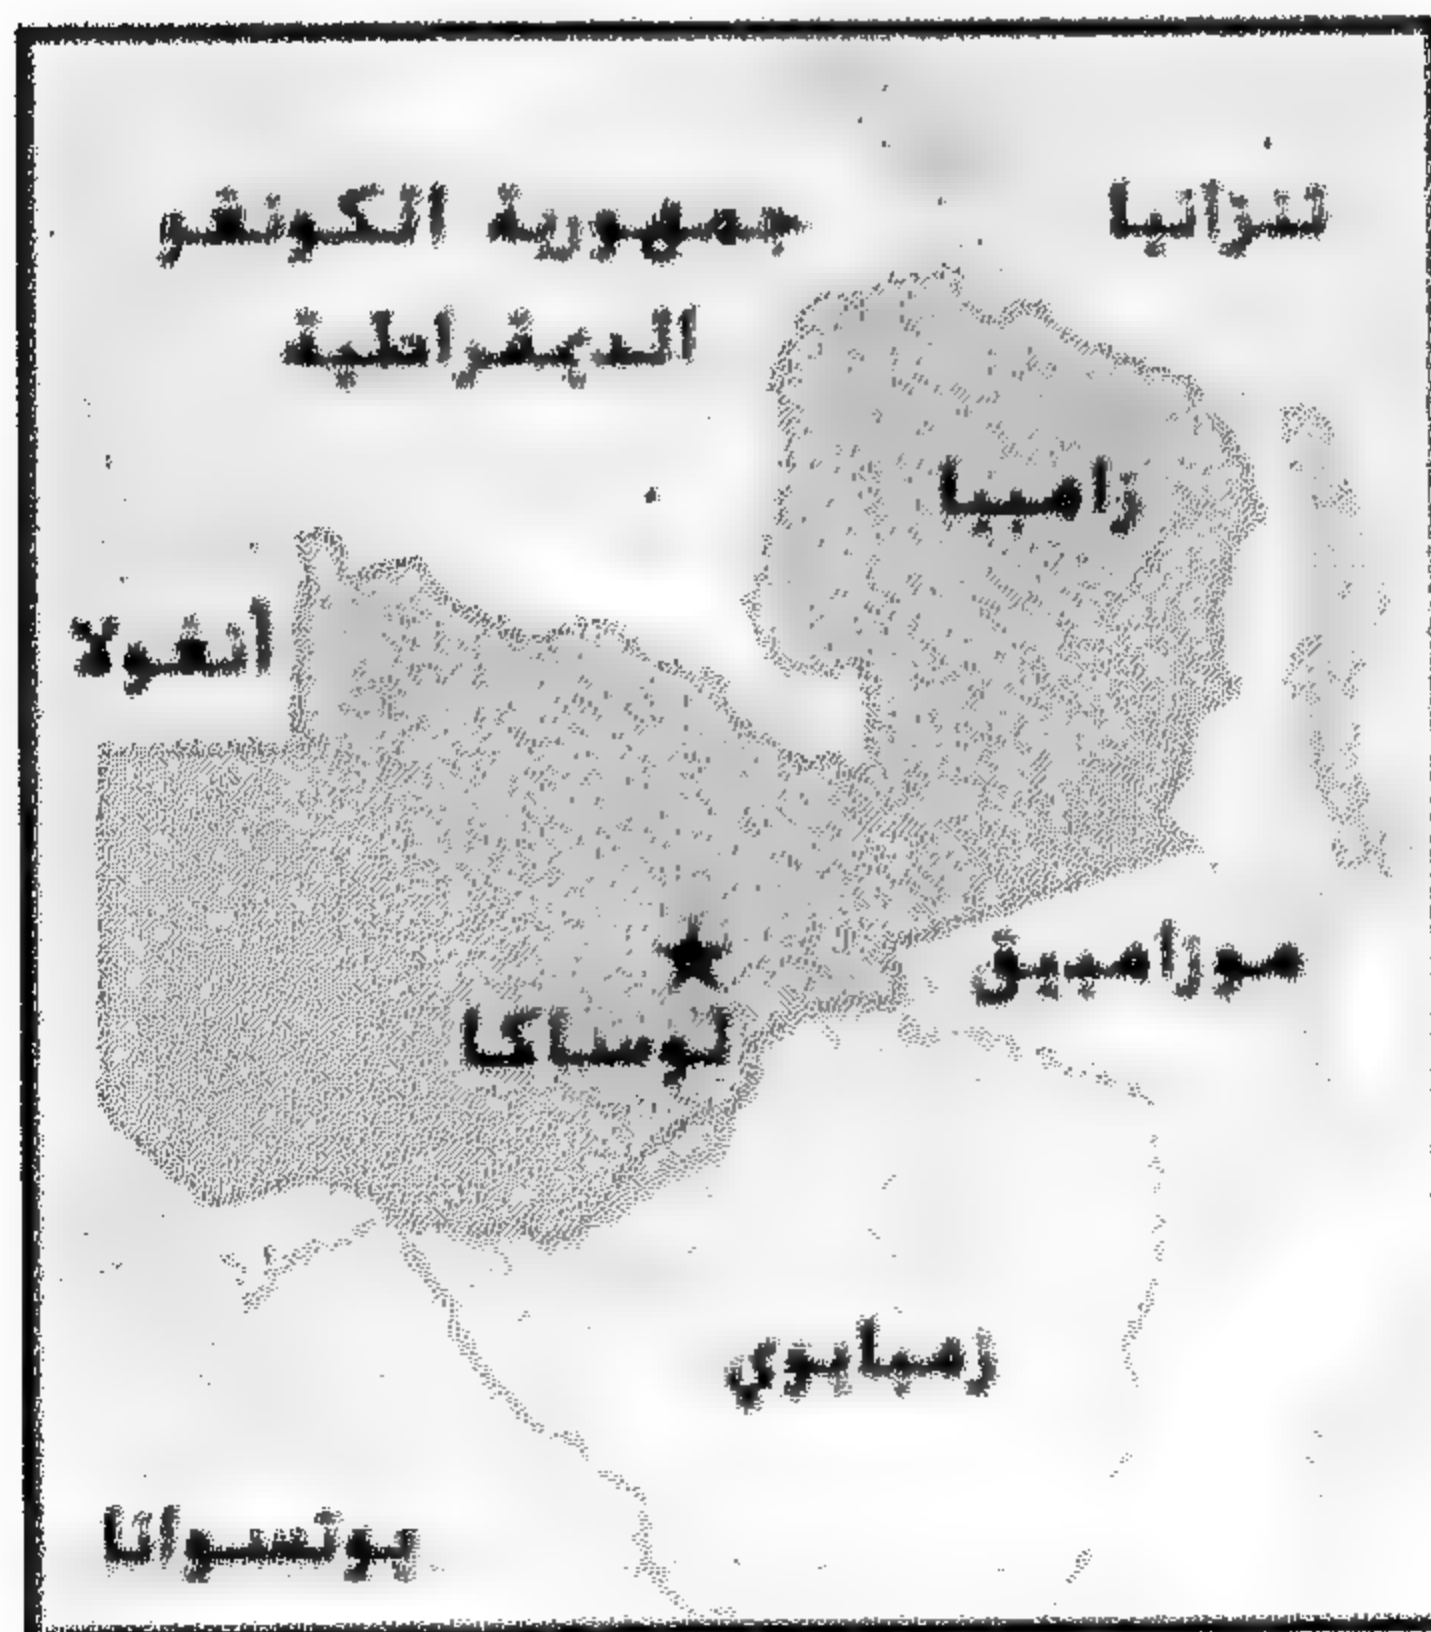 جمهورية الكونغو
الديمقراطية
تنزانيا
زامبيا
أنغولا
موزامبيق
لوساكا
زمبابوي
بوتسوانا